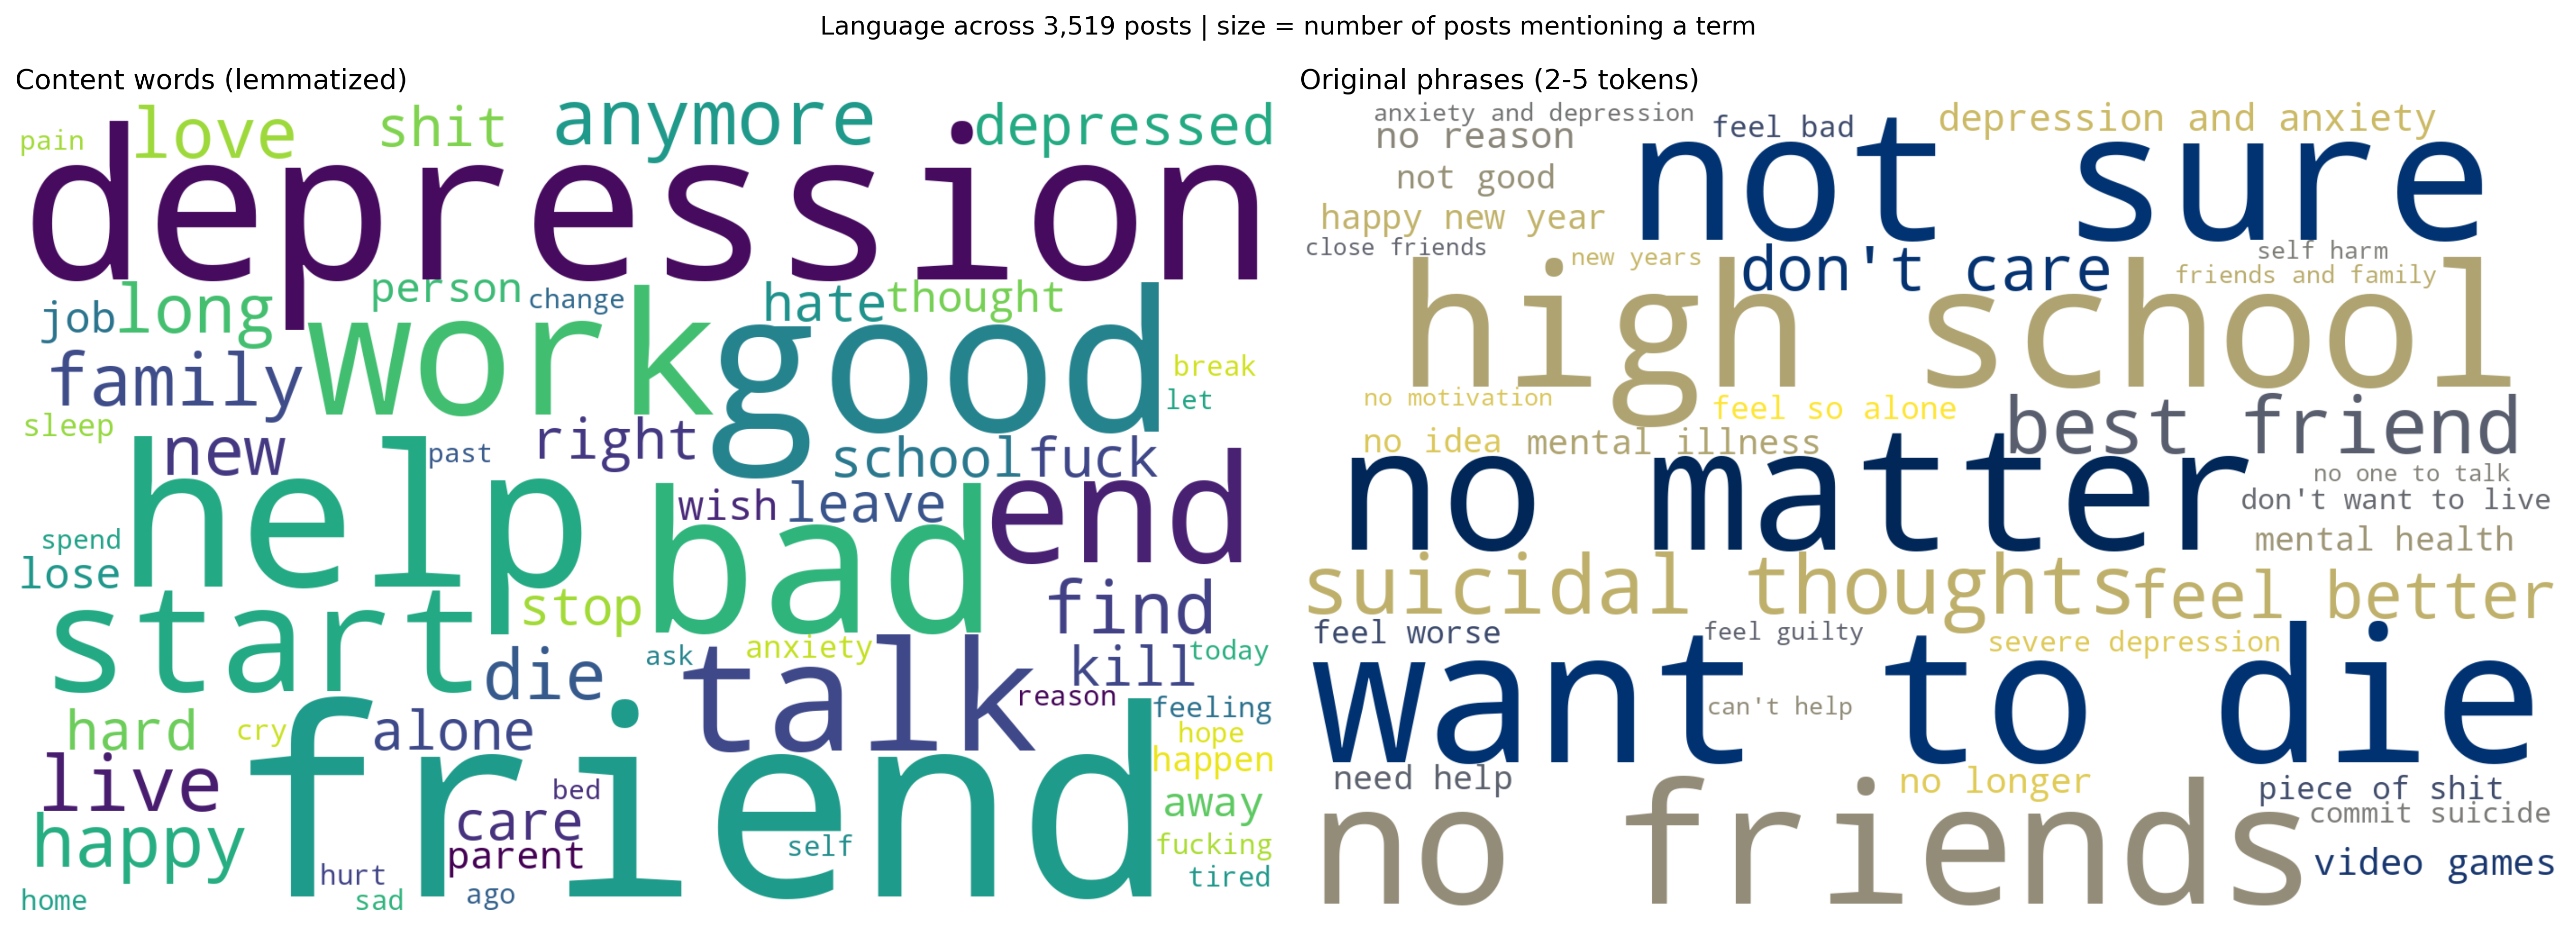 Language across 3,519 posts | size = number of posts mentioning a term
Content words (lemmatized)
pain
love
shit
anymore
depressed
depression
job
long
person
change
hate
thought
family
work
good
break
let
sleep
new
past
right
school
fuck
help
wish
leave
end
spend
lose
bad
start
stop
find
die
ask
anxiety
talk
kill
today
reason
hard
cry
alone
feeling
hope
happen
live
friend
bed
care
away
happy
parent
self
fucking
hurt
tired
home
sad
ago
Original phrases (2-5 tokens)
anxiety and depression
no reason
feel bad
depression and anxiety
not good
not sure
happy new year
close friends
new years
don't care
self harm
friends and family
high school
no motivation
feel so alone
best friend
no idea
mental illness
no matter
no one to talk
don't want to live
mental health
suicidal thoughts
feel better
feel worse
feel guilty
severe depression
want to die
can't help
need help
no longer
piece of shit
commit suicide
no friends
video games